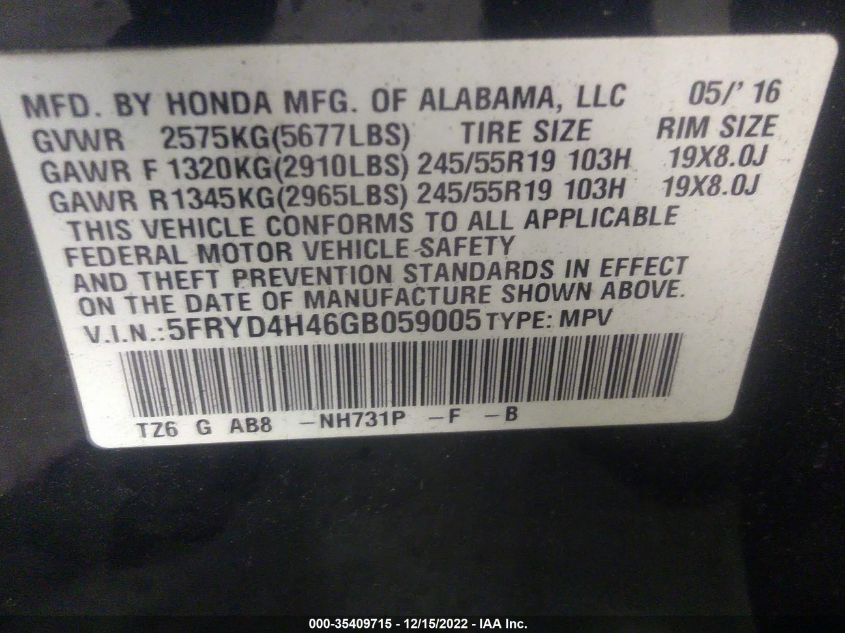 MFD. BY HONDA MFG. OF ALABAMA, LLC 05/'16
GVWR 2575KG(5677LBS) TIRE SIZE RIM SIZE
GAWR F 1320KG(2910LBS) 245/55R19 103H 19X8.0J
GAWR R 1345KG(2965LBS) 245/55R19 103H 19X8.0J
THIS VEHICLE CONFORMS TO ALL APPLICABLE
FEDERAL MOTOR VEHICLE SAFETY
AND THEFT PREVENTION STANDARDS IN EFFECT
ON THE DATE OF MANUFACTURE SHOWN ABOVE.
V.I.N.:5FRYD4H46GB059005 TYPE: MPV
TZ6 G AB8 -NH731P -F -B
000-35409715 - 12/15/2022 - IAA Inc.